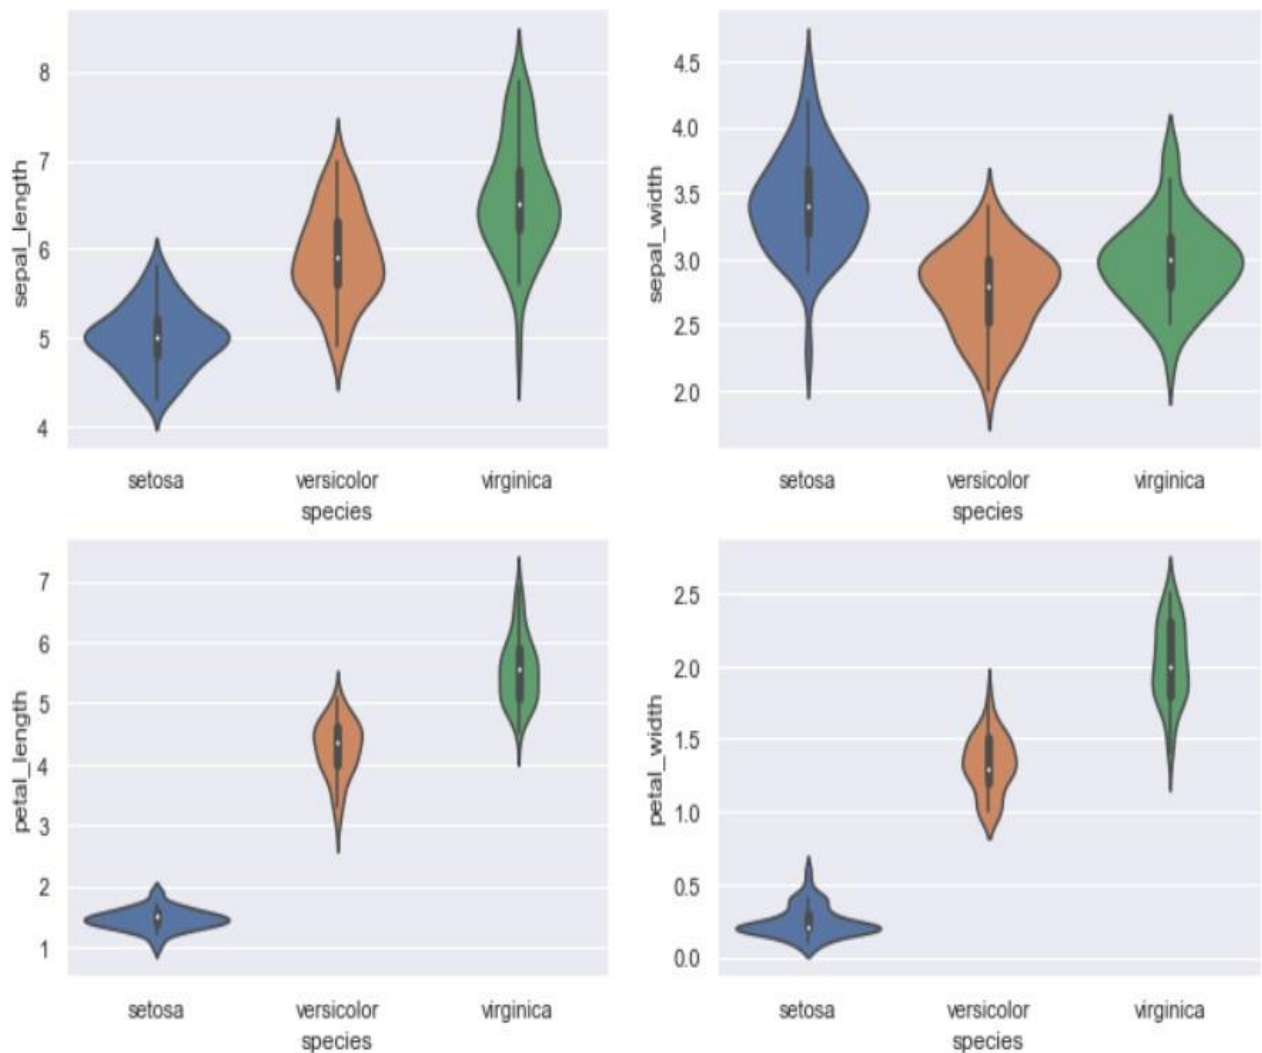 sepal_length
8
7
6
5
4
setosa versicolor virginica
species
sepal_width
4.5
4.0
3.5
3.0
2.5
2.0
setosa versicolor virginica
species
petal_length
7
6
5
4
3
2
1
setosa versicolor virginica
species
petal_width
2.5
2.0
1.5
1.0
0.5
0.0
setosa versicolor virginica
species